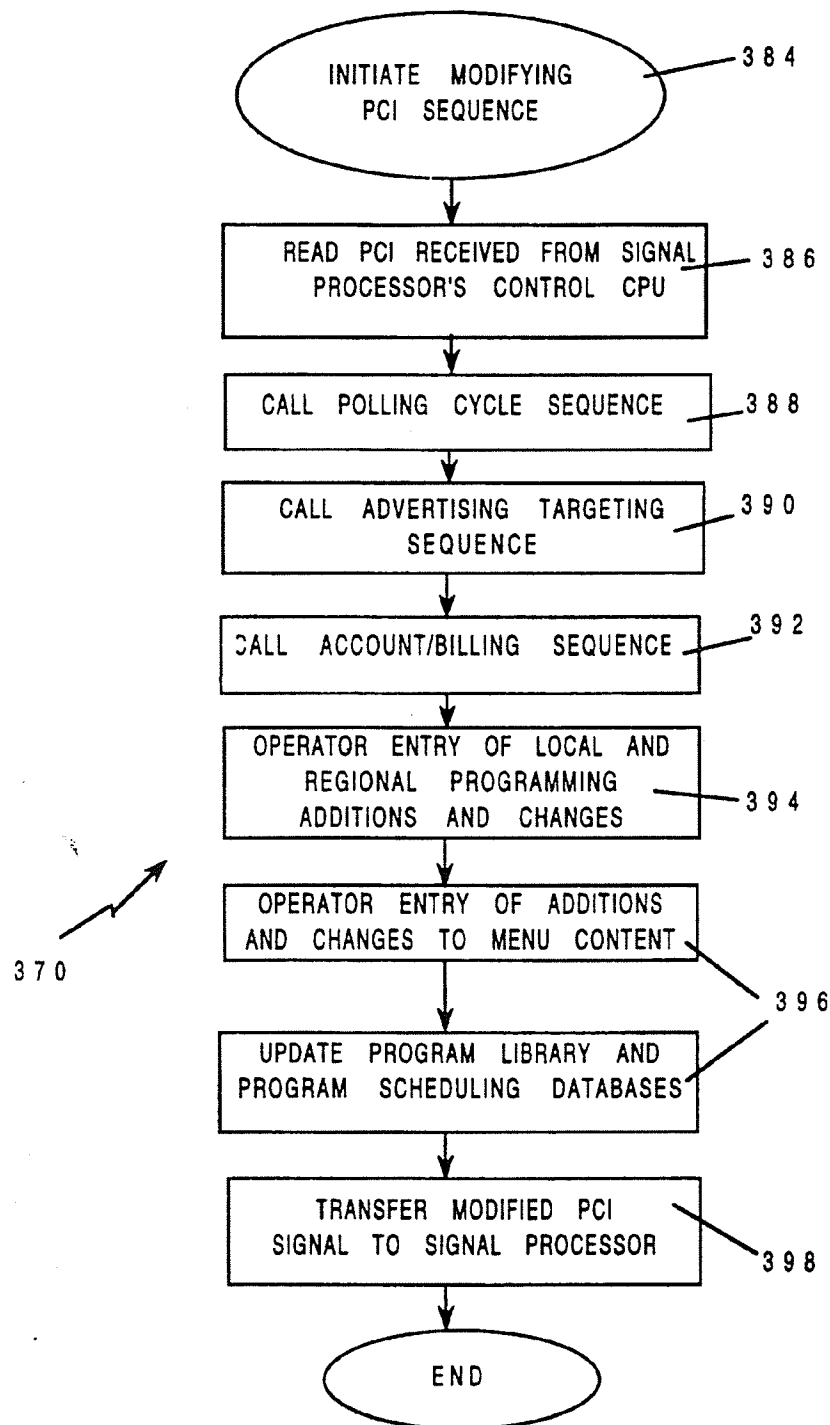 INITIATE MODIFYING
PCI SEQUENCE
384
READ PCI RECEIVED FROM SIGNAL
PROCESSOR'S CONTROL CPU
386
CALL POLLING CYCLE SEQUENCE
388
CALL ADVERTISING TARGETING
SEQUENCE
390
CALL ACCOUNT/BILLING SEQUENCE
392
OPERATOR ENTRY OF LOCAL AND
REGIONAL PROGRAMMING
ADDITIONS AND CHANGES
394
370
OPERATOR ENTRY OF ADDITIONS
AND CHANGES TO MENU CONTENT
396
UPDATE PROGRAM LIBRARY AND
PROGRAM SCHEDULING DATABASES
TRANSFER MODIFIED PCI
SIGNAL TO SIGNAL PROCESSOR
398
END